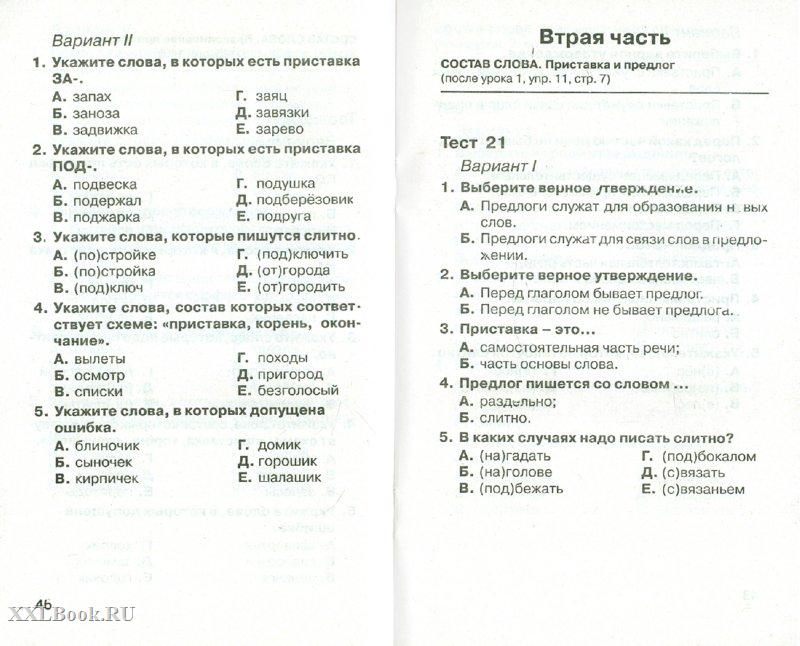 Вариант II
1. Укажите слова, в которых есть приставка
ЗА-.
А. запах
Г. заяц
Б. заноза
Д. завязки
В. задвижка
Е. зарево
2. Укажите слова, в которых есть приставка
ПОД-.
А. подвеска
Г. подушка
Б. подержал
Д. подберёзовик
В. поджарка
Е. подруга
3. Укажите слова, которые пишутся слитно.
А. (по)стройке
Г. (под)ключить
Б. (по)стройка
Д. (от)города
В. (под)ключ
Е. (от)городить
4. Укажите слова, состав которых соответ-
ствует схеме: «приставка, корень, окон-
чание».
А. вылеты
Г. походы
Б. осмотр
Д. пригород
В. списки
Е. безголосый
5. Укажите слова, в которых допущена
ошибка.
А. блиночик
Г. домик
Б. сыночек
Д. горошик
В. кирпичек
Е. шалашик
46
XXLBook.RU
Втрая часть
СОСТАВ СЛОВА. Приставка и предлог
(после урока 1, упр. 11, стр. 7)
Тест 21
Вариант I
1. Выберите верное утверждение.
А. Предлоги служат для образования новых
слов.
Б. Предлоги служат для связи слов в предло-
жении.
2. Выберите верное утверждение.
А. Перед глаголом бывает предлог.
Б. Перед глаголом не бывает предлога.
3. Приставка – это...
А. самостоятельная часть речи;
Б. часть основы слова.
4. Предлог пишется со словом ...
А. раздельно;
Б. слитно.
5. В каких случаях надо писать слитно?
А. (на)гадать
Г. (под)бокалом
Б. (на)голове
Д. (с)вязать
В. (под)бежать
Е. (с)вязаньем